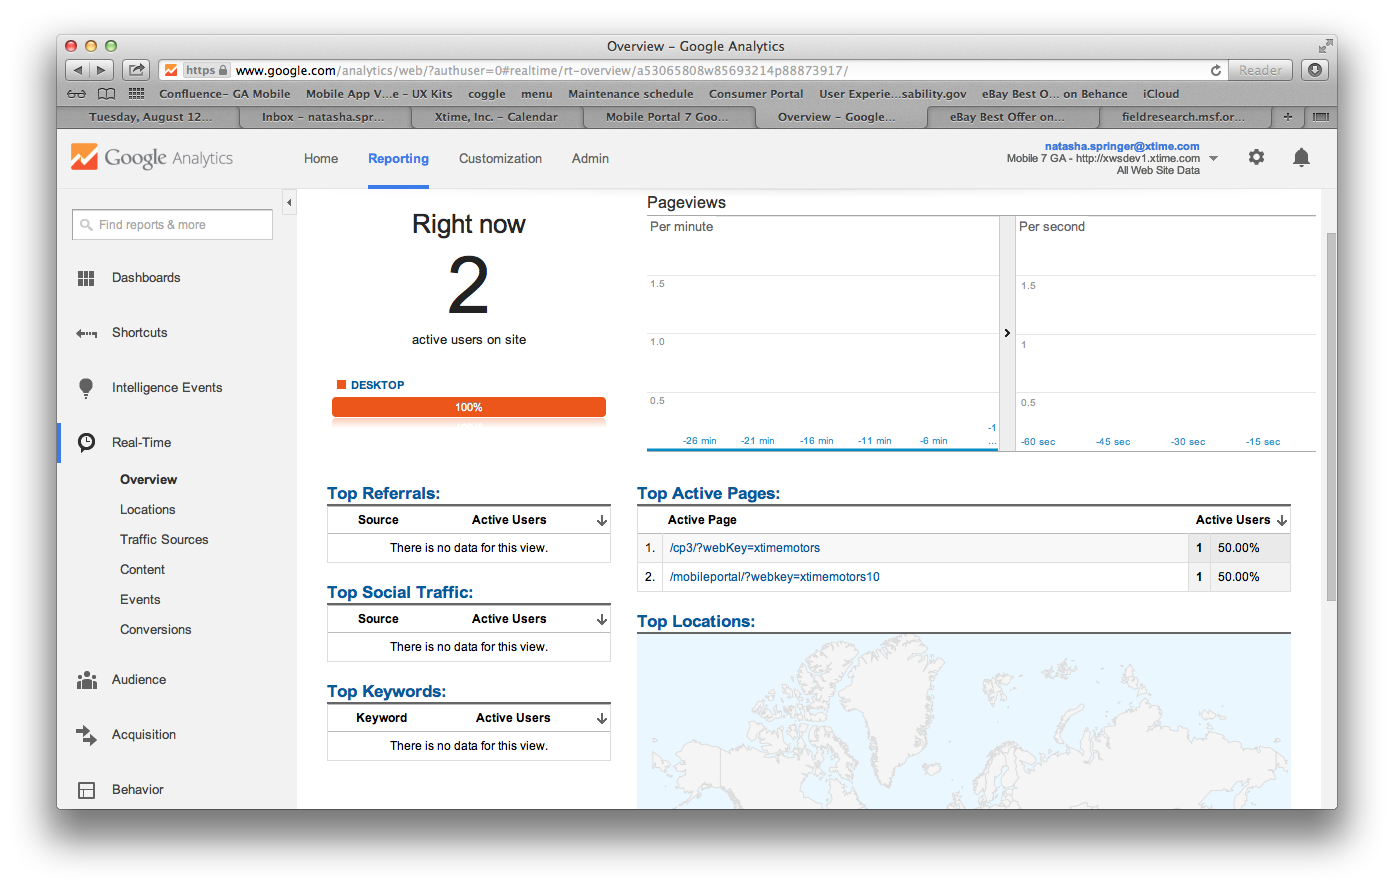 Overview – Google Analytics
https www.google.com/analytics/web/?authuser=0#realtime/rt-overview/a53065808w85693214p88873917/
Reader
Confluence- GA Mobile Mobile App V...e – UX Kits coggle menu Maintenance schedule Consumer Portal User Experie...sability.gov eBay Best O... on Behance iCloud
Tuesday, August 12... Inbox – natasha.spr... Xtime, Inc. – Calendar Mobile Portal 7 Goo... Overview – Google... eBay Best Offer on... fieldresearch.msf.or... +
Google Analytics
Home Reporting Customization Admin
natasha.springer@xtime.com
Mobile 7 GA - http://xwsdev1.xtime.com
All Web Site Data
Find reports & more
Dashboards
Shortcuts
Intelligence Events
Real-Time
Overview
Locations
Traffic Sources
Content
Events
Conversions
Audience
Acquisition
Behavior
Right now
2
active users on site
DESKTOP
100%
Pageviews
Per minute
1.5
1.0
0.5
-26 min -21 min -16 min -11 min -6 min -1
...
Per second
1.5
1
0.5
-60 sec -45 sec -30 sec -15 sec
Top Referrals:
Source Active Users
There is no data for this view.
Top Social Traffic:
Source Active Users
There is no data for this view.
Top Keywords:
Keyword Active Users
There is no data for this view.
Top Active Pages:
Active Page Active Users
1. /cp3/?webKey=xtimemotors 1 50.00%
2. /mobileportal/?webkey=xtimemotors10 1 50.00%
Top Locations: